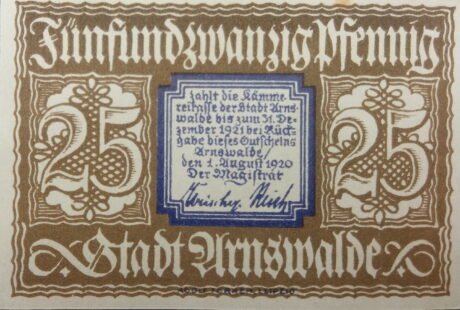 Fünfundzwanzig Pfennig
25
zahlt die Kämme-
reikasse der Stadt Arns-
walde bis zum 31. De-
zember 1921 bei Rück-
gabe dieses Gutscheins
Arnswalde/
den 1. August 1920
Der Magistrat
25
Stadt Arnswalde